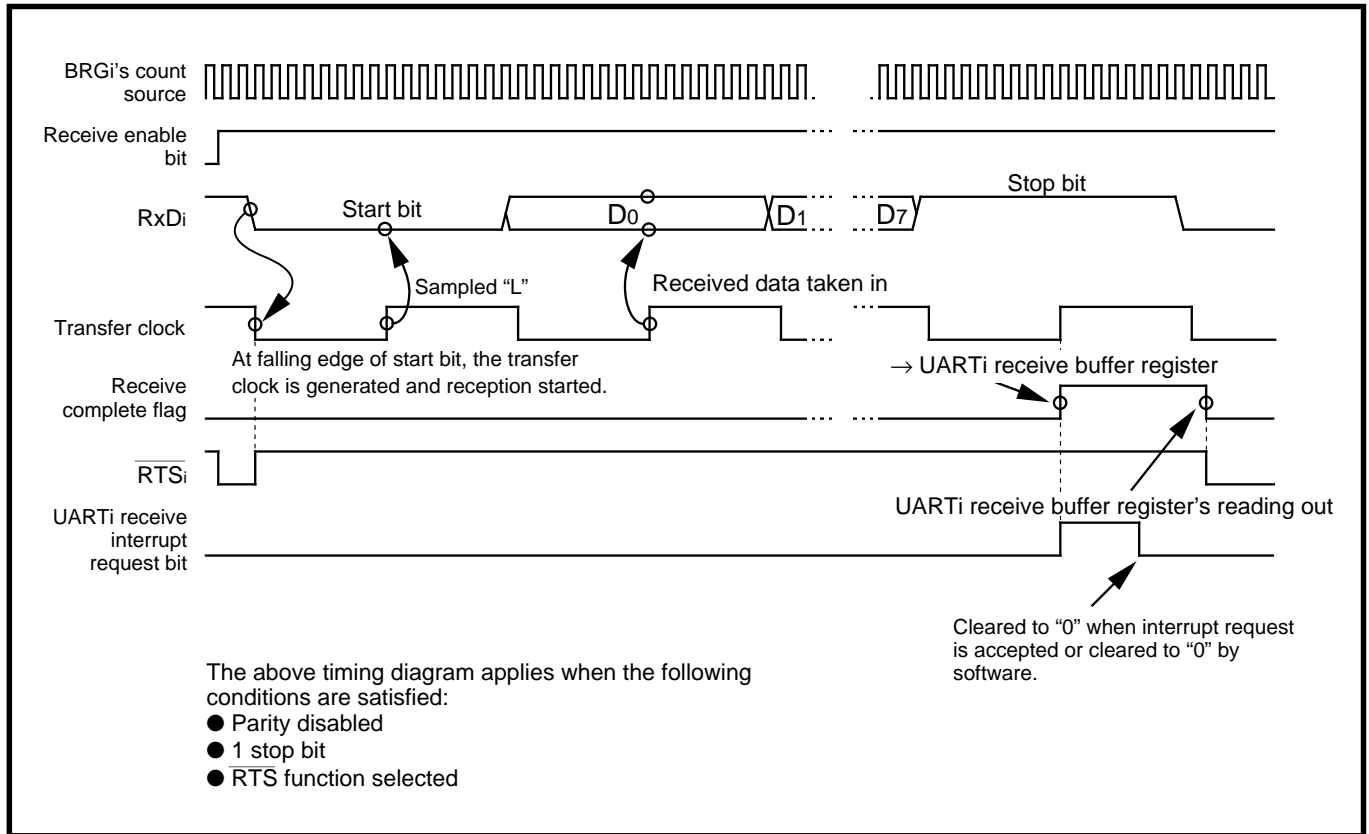 BRGi's count
source
Receive enable
bit
RxDi
Start bit
D0
D1
D7
Stop bit
Sampled “L”
Received data taken in
Transfer clock
At falling edge of start bit, the transfer
clock is generated and reception started.
→ UARTi receive buffer register
Receive
complete flag
RTSi
UARTi receive buffer register's reading out
UARTi receive
interrupt
request bit
Cleared to “0” when interrupt request
is accepted or cleared to “0” by
software.
The above timing diagram applies when the following
conditions are satisfied:
● Parity disabled
● 1 stop bit
● RTS function selected